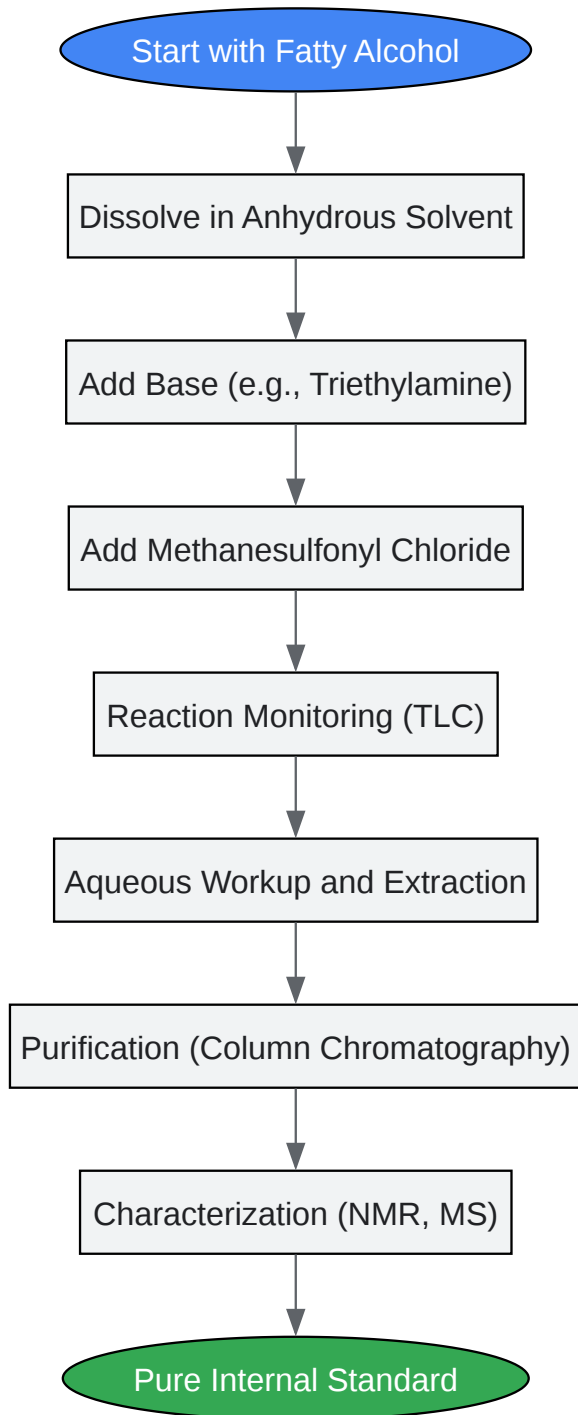 Start with Fatty Alcohol
Dissolve in Anhydrous Solvent
Add Base (e.g., Triethylamine)
Add Methanesulfonyl Chloride
Reaction Monitoring (TLC)
Aqueous Workup and Extraction
Purification (Column Chromatography)
Characterization (NMR, MS)
Pure Internal Standard